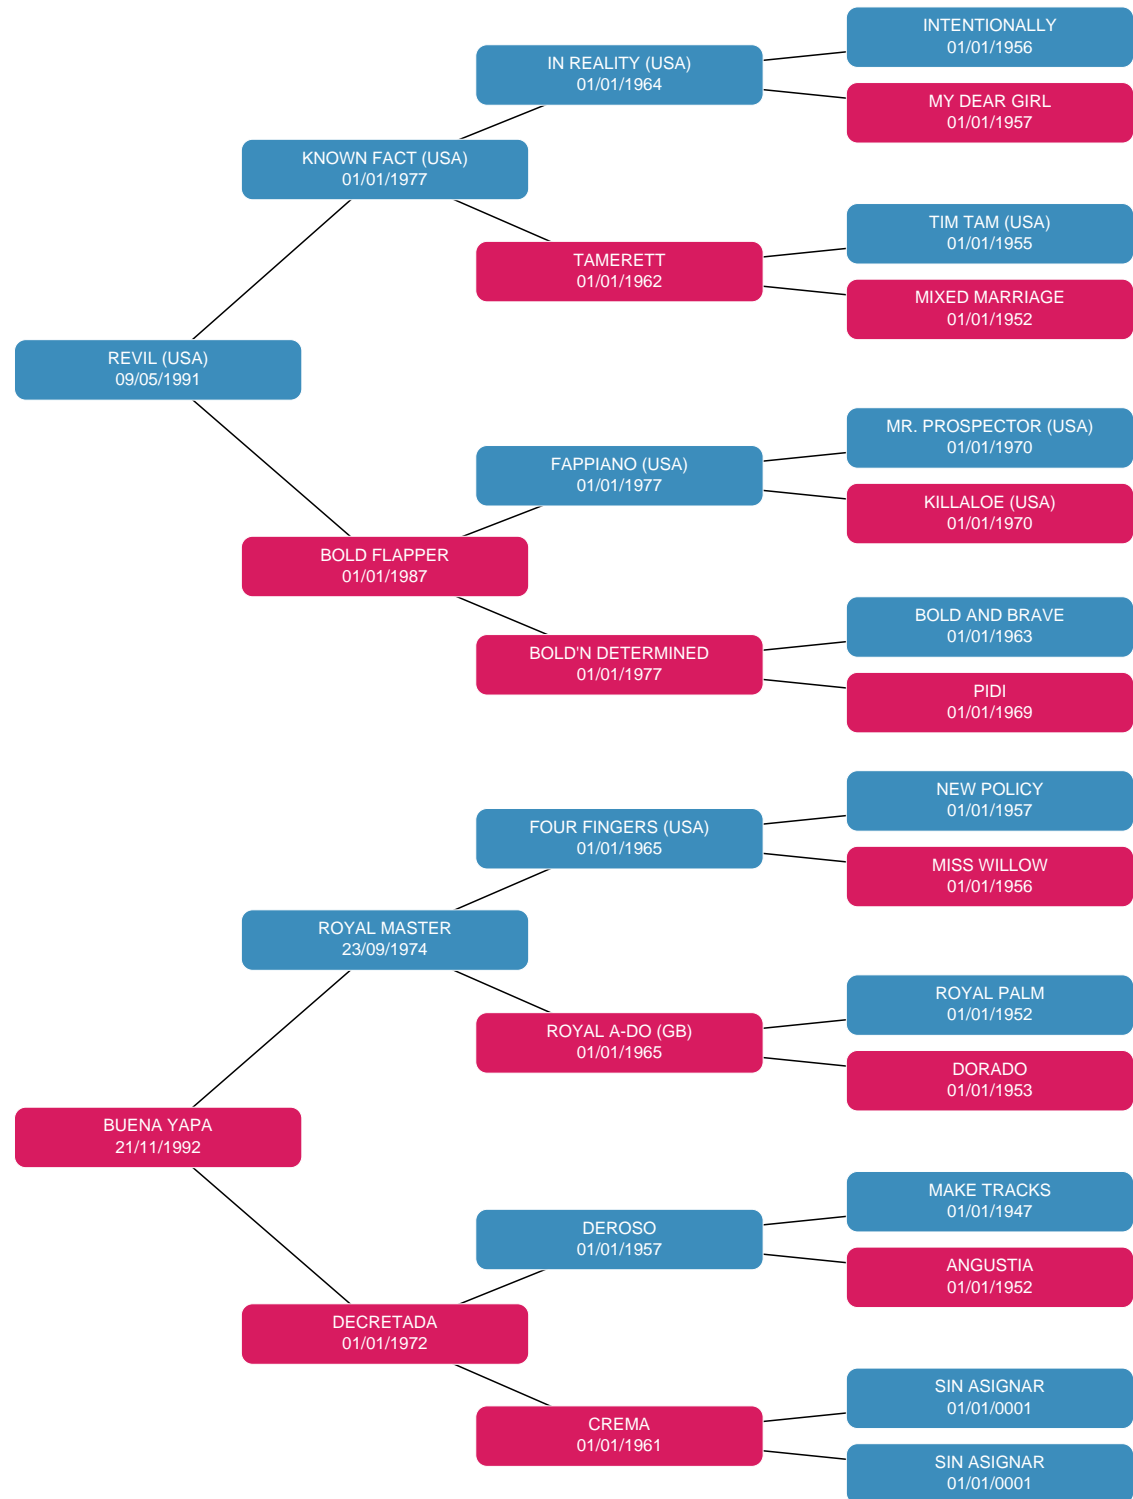 INTENTIONALLY
01/01/1956
IN REALITY (USA)
01/01/1964
MY DEAR GIRL
01/01/1957
KNOWN FACT (USA)
01/01/1977
TIM TAM (USA)
01/01/1955
TAMERETT
01/01/1962
MIXED MARRIAGE
01/01/1952
REVIL (USA)
09/05/1991
MR. PROSPECTOR (USA)
01/01/1970
FAPPIANO (USA)
01/01/1977
KILLALOE (USA)
01/01/1970
BOLD FLAPPER
01/01/1987
BOLD AND BRAVE
01/01/1963
BOLD'N DETERMINED
01/01/1977
PIDI
01/01/1969
NEW POLICY
01/01/1957
FOUR FINGERS (USA)
01/01/1965
MISS WILLOW
01/01/1956
ROYAL MASTER
23/09/1974
ROYAL PALM
01/01/1952
ROYAL A-DO (GB)
01/01/1965
DORADO
01/01/1953
BUENA YAPA
21/11/1992
MAKE TRACKS
01/01/1947
DEROSO
01/01/1957
ANGUSTIA
01/01/1952
DECRETADA
01/01/1972
SIN ASIGNAR
01/01/0001
CREMA
01/01/1961
SIN ASIGNAR
01/01/0001